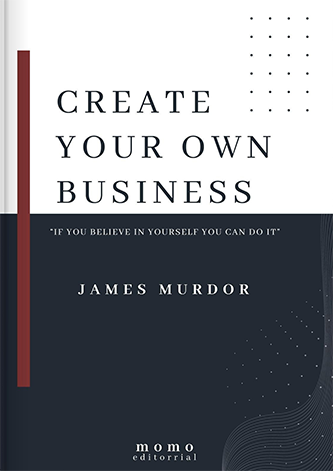 CREATE
YOUR OWN
BUSINESS
"IF YOU BELIEVE IN YOURSELF YOU CAN DO IT"
JAMES MURDOR
momo
editorrial